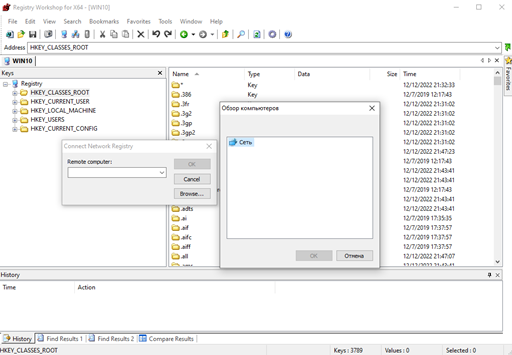 Registry Workshop for X64 - [WIN10]
File Edit View Search Bookmarks Favorites Tools Window Help
Address HKEY_CLASSES_ROOT
WIN10
Keys
Registry
HKEY_CLASSES_ROOT
HKEY_CURRENT_USER
HKEY_LOCAL_MACHINE
HKEY_USERS
HKEY_CURRENT_CONFIG
Name Type Data Size Time
* Key 12/12/2022 21:32:33
.386 Key 12/7/2019 12:17:43
.3fr 12/12/2022 21:31:02
.3g2 12/12/2022 21:31:02
.3gp 12/12/2022 21:31:02
.3gp2 12/12/2022 21:31:02
12/12/2022 21:47:23
12/7/2019 12:17:43
12/12/2022 21:43:41
12/12/2022 21:43:41
12/7/2019 12:17:43
12/12/2022 21:43:41
12/12/2022 21:43:41
.adts 12/12/2022 21:43:41
.ai 12/7/2019 17:35:35
.aif 12/7/2019 17:37:57
.aifc 12/7/2019 17:37:57
.aiff 12/7/2019 17:37:57
.all 12/12/2022 21:47:07
Connect Network Registry
Remote computer:
OK
Cancel
Browse...
Обзор компьютеров
Сеть
OK
Отмена
Favorites
History
Time Action
History Find Results 1 Find Results 2 Compare Results
HKEY_CLASSES_ROOT Keys : 3789 Values : 0 Selected : 0